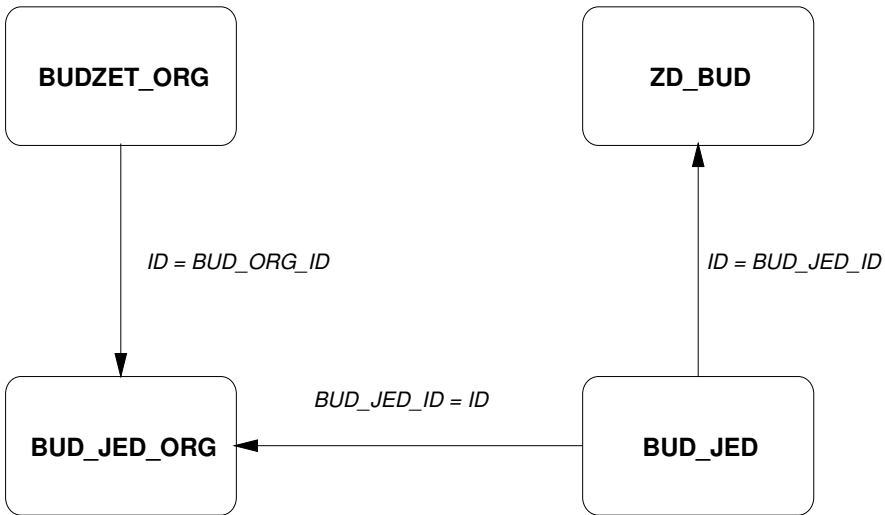 BUDZET_ORG
ZD_BUD
ID = BUD_ORG_ID
ID = BUD_JED_ID
BUD_JED_ID = ID
BUD_JED_ORG
BUD_JED